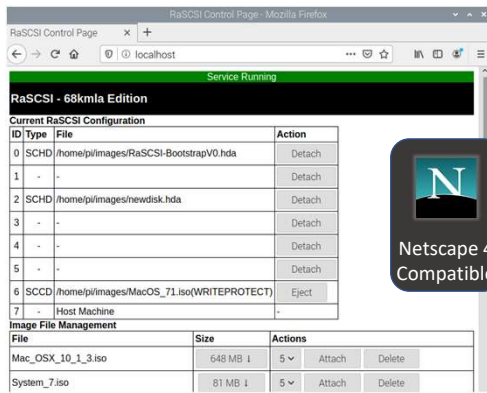 RaSCSI Control Page - Mozilla Firefox
RaSCSI Control Page × +
localhost
Service Running
RaSCSI - 68kmla Edition
Current RaSCSI Configuration
ID Type File Action
0 SCHD /home/pi/images/RaSCSI-BootstrapV0.hda Detach
1 - - Detach
2 SCHD /home/pi/images/newdisk.hda Detach
3 - - Detach
4 - - Detach
5 - - Detach
6 SCCD /home/pi/images/MacOS_71.iso(WRITEPROTECT) Eject
7 - Host Machine -
N
Netscape 4
Compatible
Image File Management
File Size Actions
Mac_OSX_10_1_3.iso 648 MB ⭳ 5 Attach Delete
System_7.iso 81 MB ⭳ 5 Attach Delete